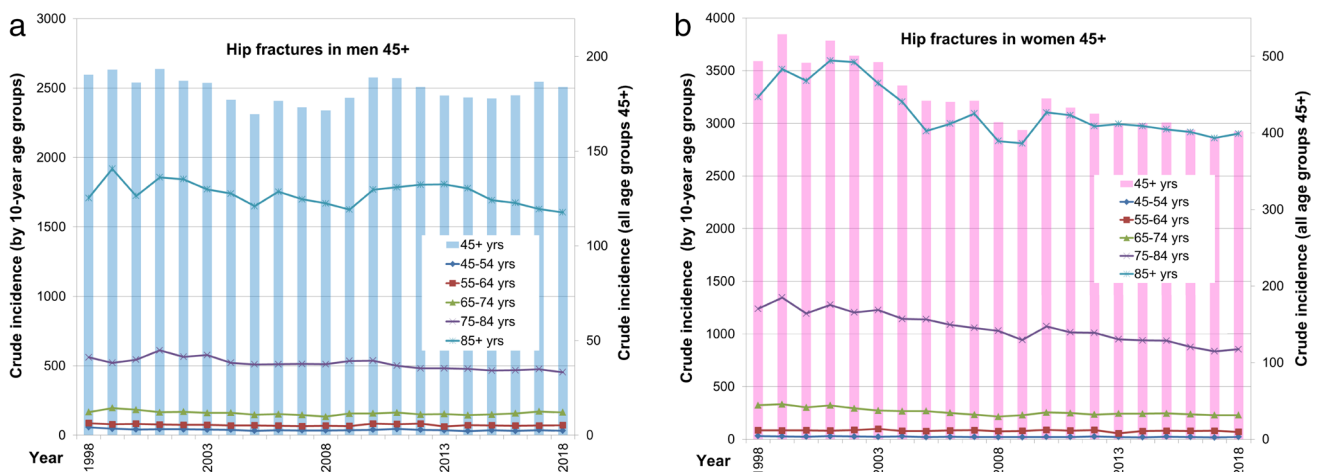 a
Hip fractures in men 45+
Crude incidence (by 10-year age groups)
3000
2500
2000
1500
1000
500
0
200
150
100
50
0
Crude incidence (all age groups 45+)
45+ yrs
45-54 yrs
55-64 yrs
65-74 yrs
75-84 yrs
85+ yrs
Year
1998
2003
2008
2013
2018
b
Hip fractures in women 45+
Crude incidence (by 10-year age groups)
4000
3500
3000
2500
2000
1500
1000
500
0
500
400
300
200
100
0
Crude incidence (all age groups 45+)
45+ yrs
45-54 yrs
55-64 yrs
65-74 yrs
75-84 yrs
85+ yrs
Year
1998
2003
2008
2013
2018